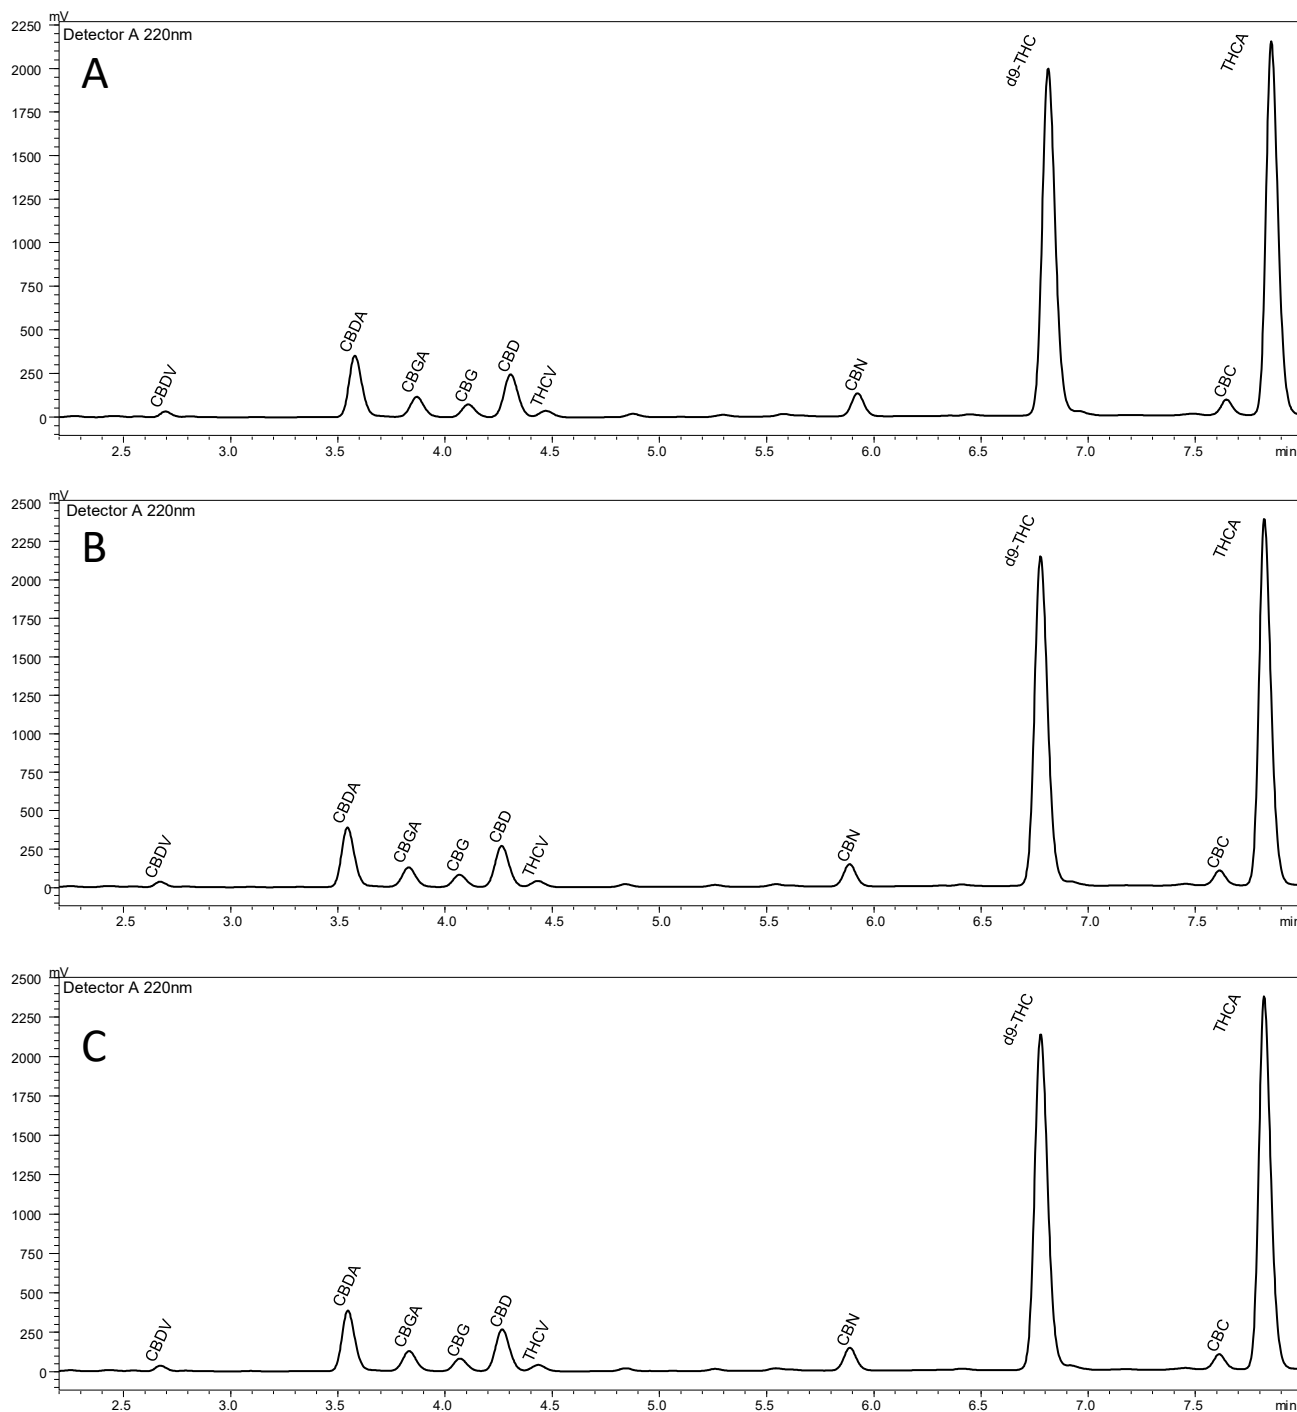 mV
2250
Detector A 220nm
A
d9-THC
THCA
2000
1750
1500
1250
1000
750
500
250
0
CBDV
CBDA
CBGA
CBG
CBD
THCV
CBN
CBC
2.5 3.0 3.5 4.0 4.5 5.0 5.5 6.0 6.5 7.0 7.5 min
mV
2500
Detector A 220nm
B
d9-THC
THCA
2250
2000
1750
1500
1250
1000
750
500
250
0
CBDV
CBDA
CBGA
CBG
CBD
THCV
CBN
CBC
2.5 3.0 3.5 4.0 4.5 5.0 5.5 6.0 6.5 7.0 7.5 min
mV
2500
Detector A 220nm
C
d9-THC
THCA
2250
2000
1750
1500
1250
1000
750
500
250
0
CBDV
CBDA
CBGA
CBG
CBD
THCV
CBN
CBC
2.5 3.0 3.5 4.0 4.5 5.0 5.5 6.0 6.5 7.0 7.5 min